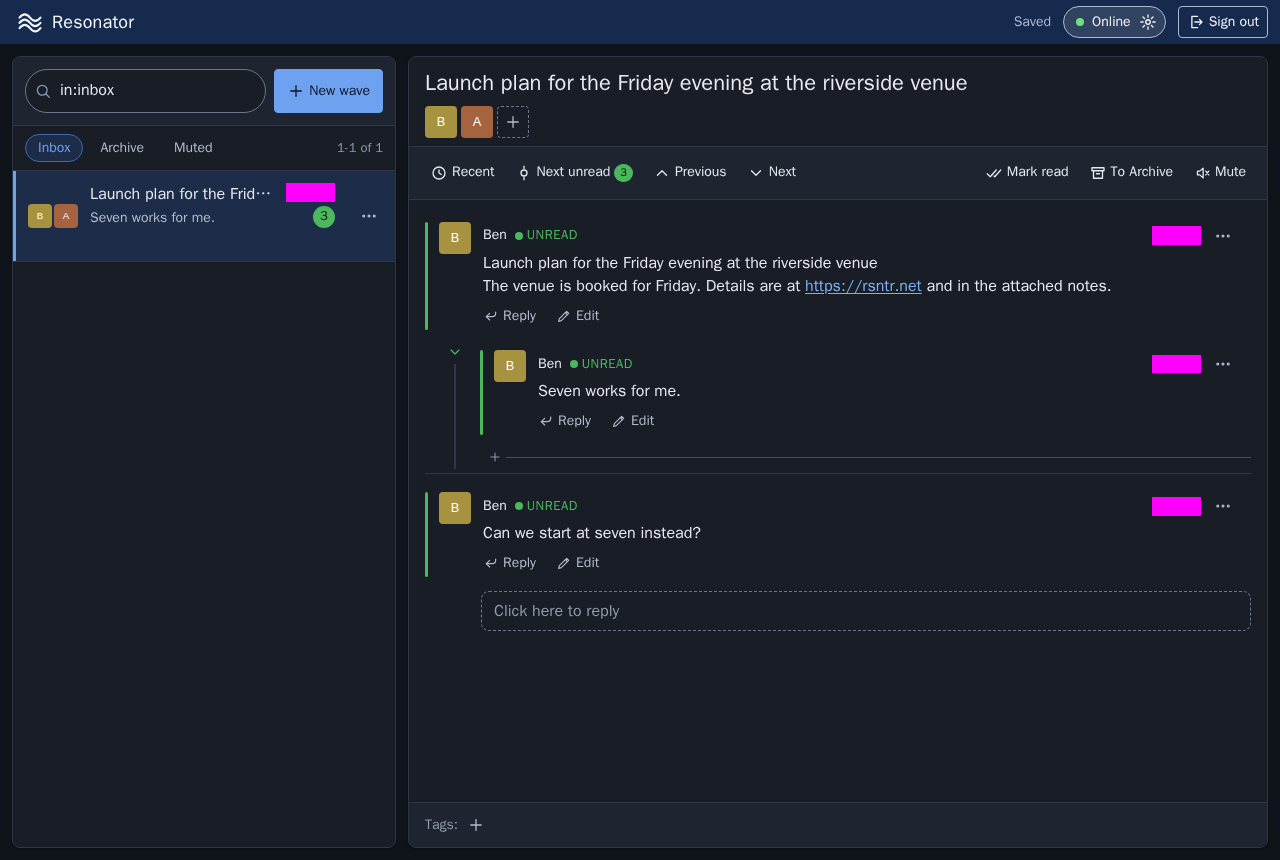 Resonator
Saved
Online
Sign out
in:inbox
New wave
Inbox
Archive
Muted
1-1 of 1
B
A
Launch plan for the Frid···
Seven works for me.
3
Launch plan for the Friday evening at the riverside venue
B
A
Recent
Next unread
3
Previous
Next
Mark read
To Archive
Mute
B
Ben
UNREAD
Launch plan for the Friday evening at the riverside venue
The venue is booked for Friday. Details are at https://rsntr.net and in the attached notes.
Reply
Edit
B
Ben
UNREAD
Seven works for me.
Reply
Edit
B
Ben
UNREAD
Can we start at seven instead?
Reply
Edit
Click here to reply
Tags: